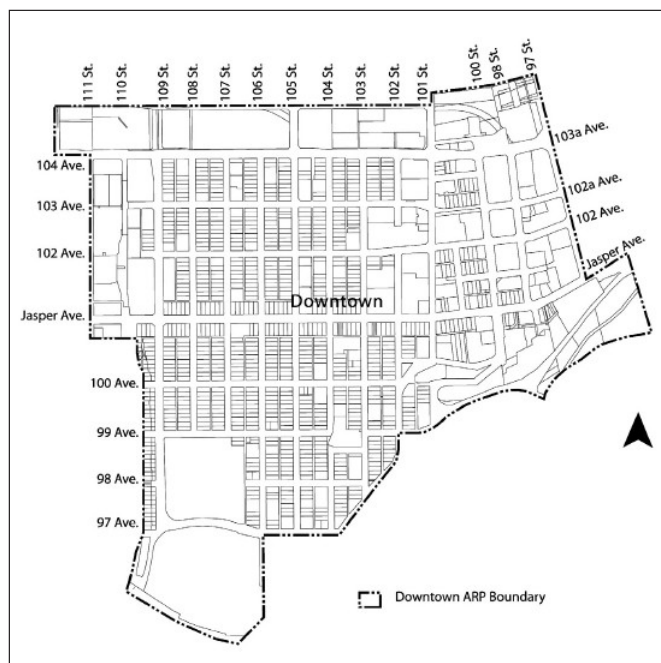 111 St.
110 St.
109 St.
108 St.
107 St.
106 St.
105 St.
104 St.
103 St.
102 St.
101 St.
100 St.
98 St.
97 St.
103a Ave.
104 Ave.
102a Ave.
103 Ave.
102 Ave.
102 Ave.
Jasper Ave.
Downtown
Jasper Ave.
100 Ave.
99 Ave.
98 Ave.
97 Ave.
Downtown ARP Boundary